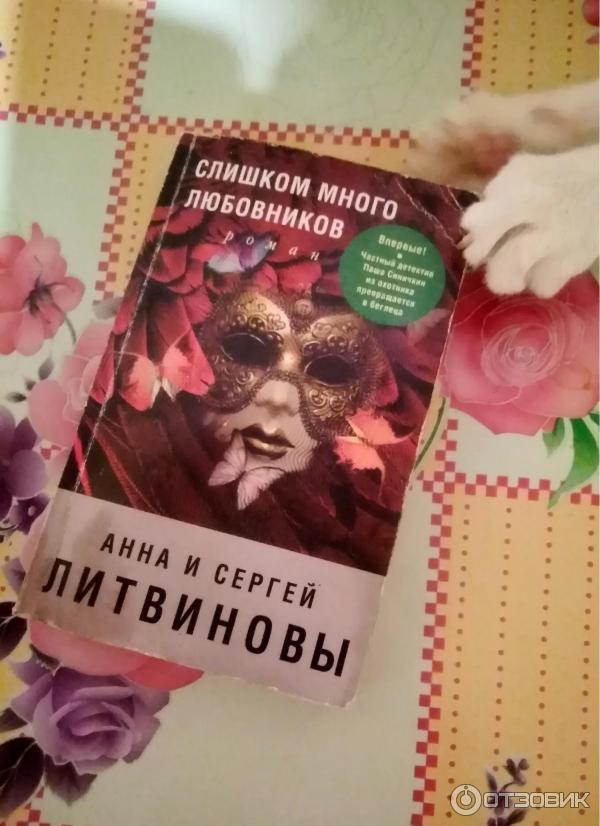 СЛИШКОМ МНОГО
ЛЮБОВНИКОВ
роман
Впервые!
Частный детектив
Паша Синичкин
из охотника
превращается
в беглеца
АННА И СЕРГЕЙ
ЛИТВИНОВЫ
ОТЗОВИК